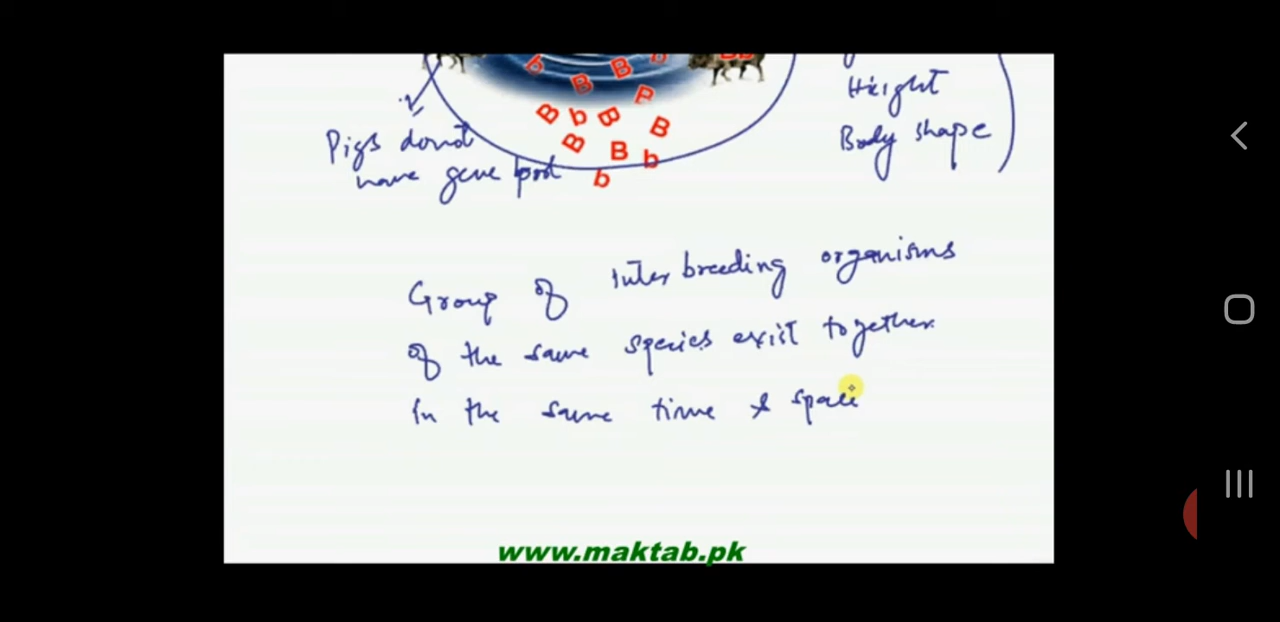 b B B b Bb
B B
B b B B
B B b
b
Height
Body shape
Pigs donot
have gene pool
Group of Inter breeding organisms
of the same species exist together.
In the same time & space
www.maktab.pk